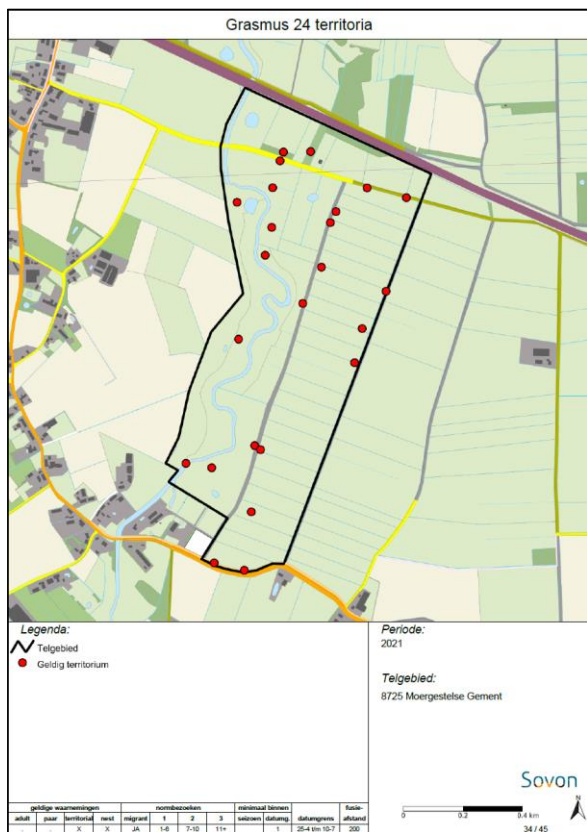 Grasmus 24 territoria
Legenda:
Telgebied
Geldig territorium
Periode:
2021
Telgebied:
8725 Moergestelse Gement
Sovon
0 0.2 0.4 km
N
34 / 45
geldige waarnemingen normbezoeken minimaal binnen fusie-
adult paar territoriaal nest migrant 1 2 3 seizoen datumg. datumgrens afstand
. . X X JA 1-6 7-10 11+ 1 25-4 t/m 10-7 200